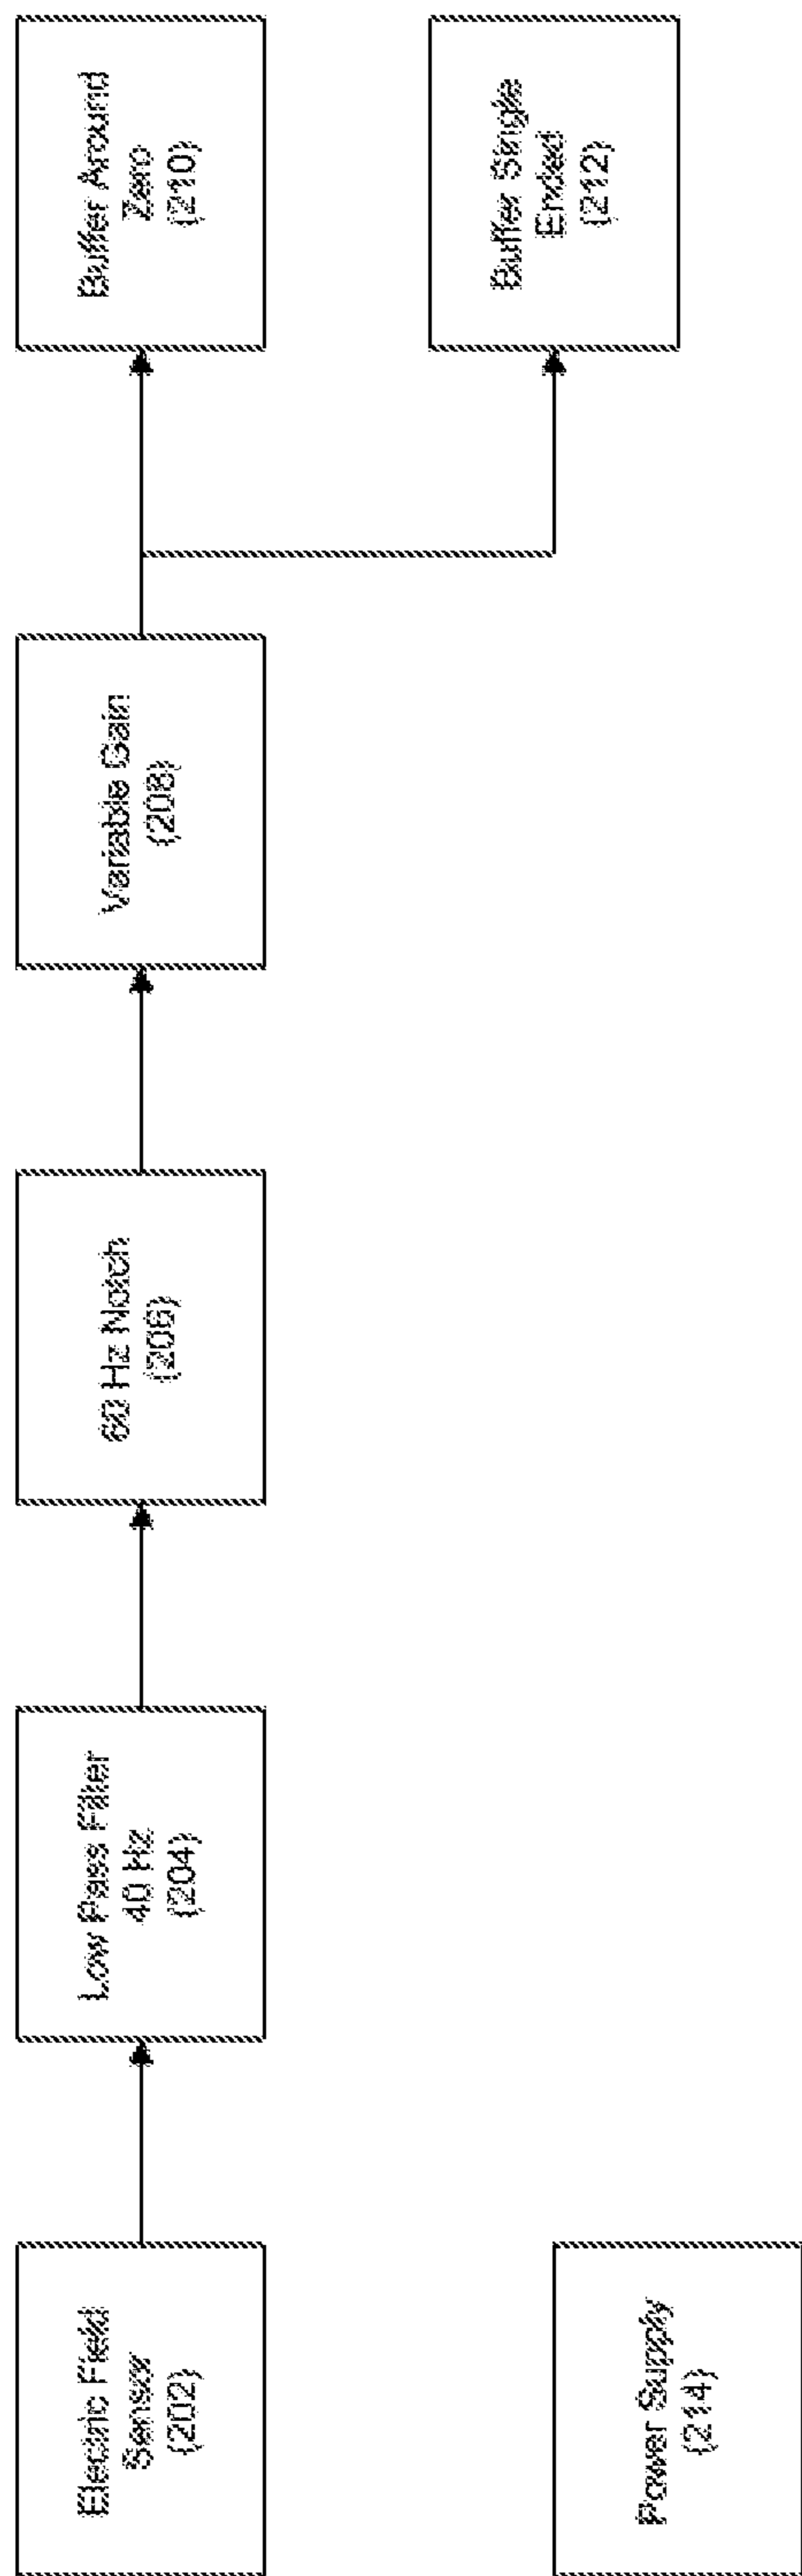 Electric Field
Sensor
(202)
Low Pass Filter
40 Hz
(204)
60 Hz Notch
(206)
Variable Gain
(208)
Buffer Around
Zero
(210)
Buffer Single
Ended
(212)
Power Supply
(214)